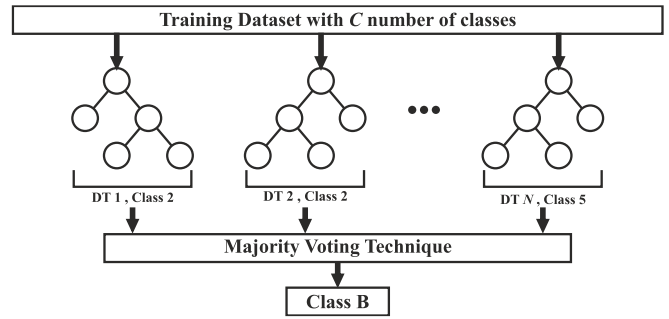 Training Dataset with C number of classes
DT 1 , Class 2
DT 2 , Class 2
DT N , Class 5
Majority Voting Technique
Class B